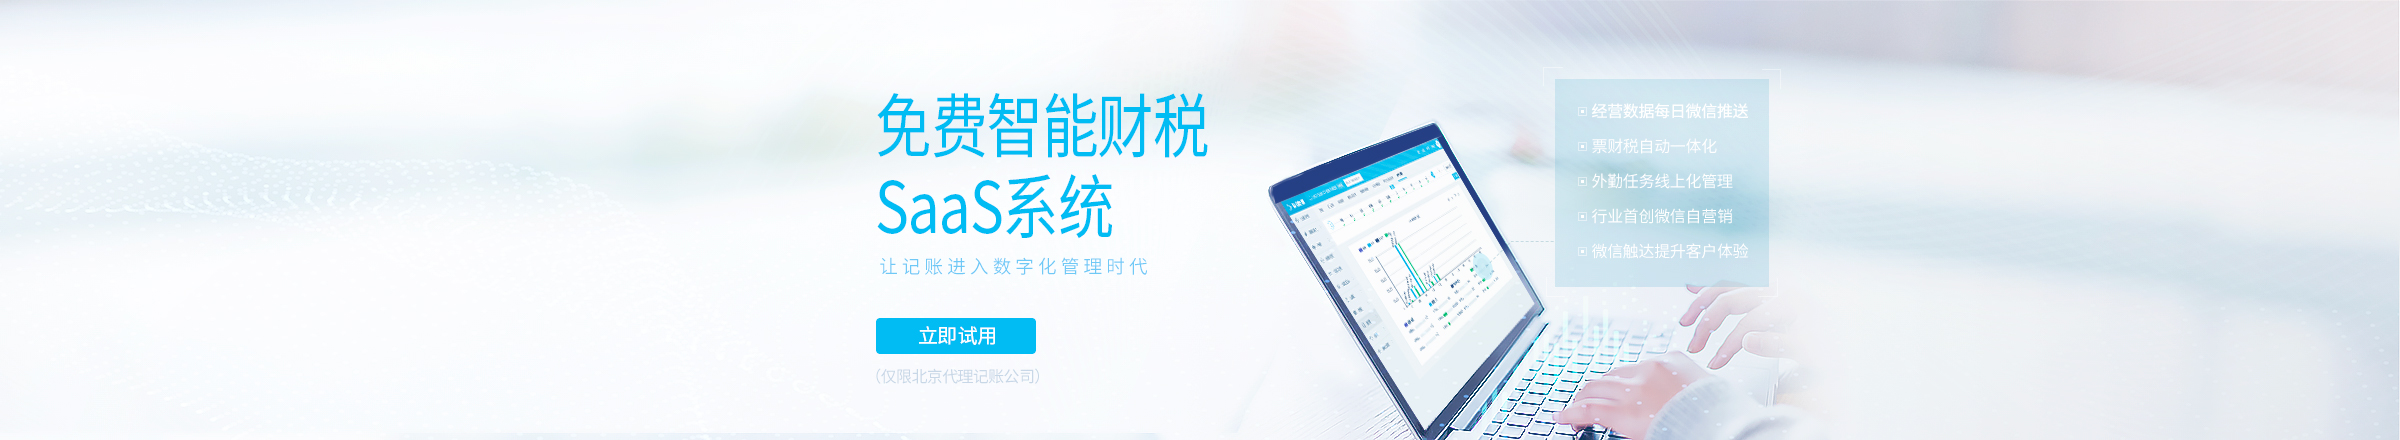 免费智能财税
SaaS系统
让记账进入数字化管理时代
立即试用
（仅限北京代理记账公司）
经营数据每日微信推送
票财税自动一体化
外勤任务线上化管理
行业首创微信自营销
微信触达提升客户体验